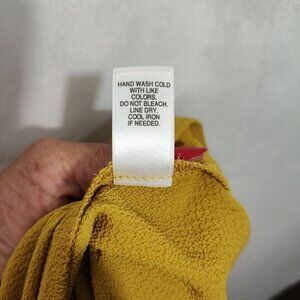 HAND WASH COLD
WITH LIKE
COLORS.
DO NOT BLEACH.
LINE DRY.
COOL IRON
IF NEEDED.